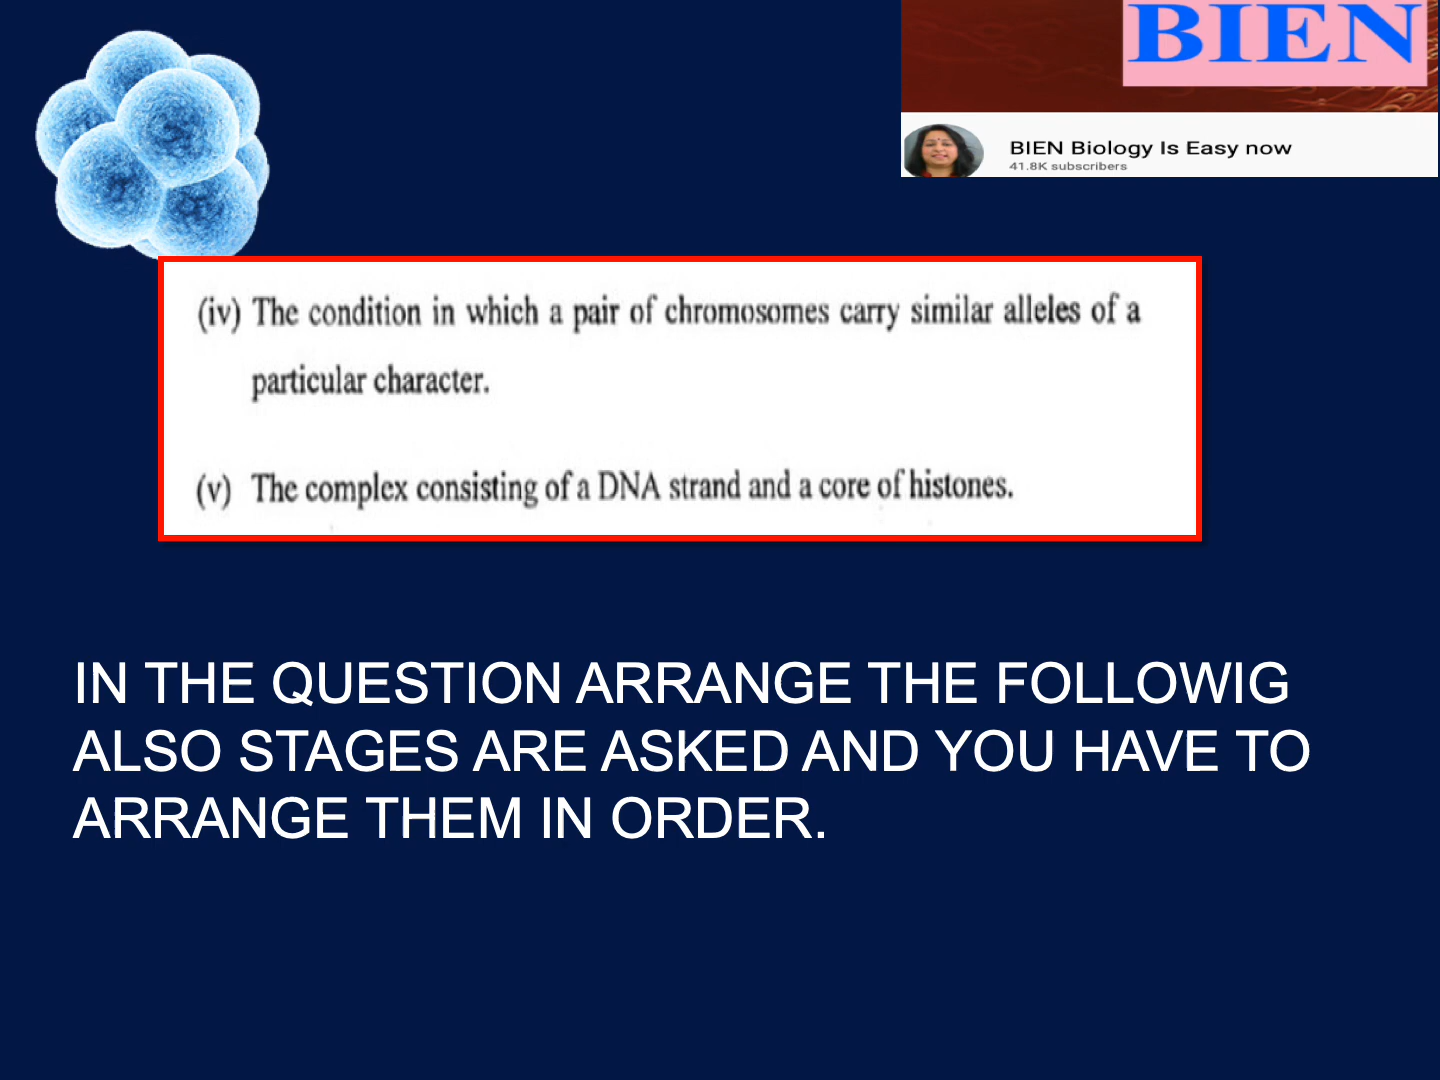 BIEN
BIEN Biology Is Easy now
41.8K subscribers
(iv) The condition in which a pair of chromosomes carry similar alleles of a
particular character.
(v) The complex consisting of a DNA strand and a core of histones.
IN THE QUESTION ARRANGE THE FOLLOWIG
ALSO STAGES ARE ASKED AND YOU HAVE TO
ARRANGE THEM IN ORDER.